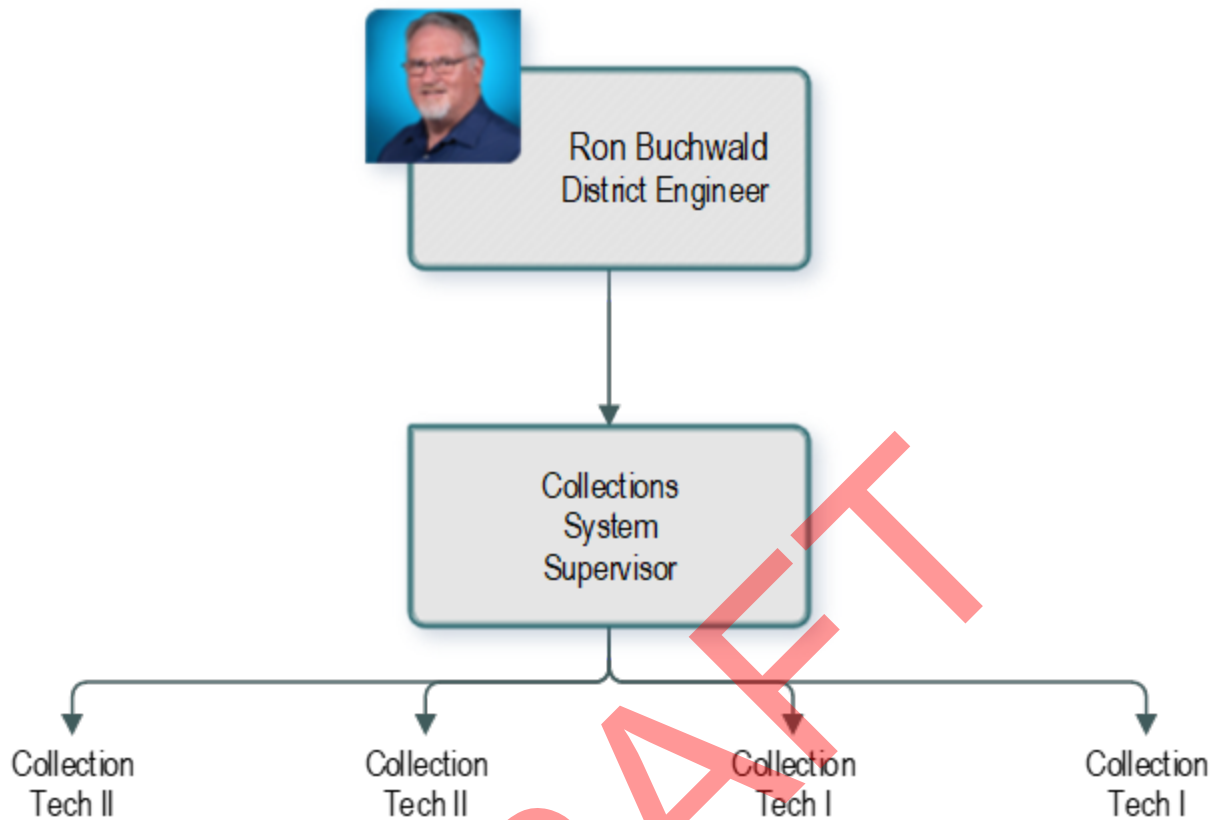 Ron Buchwald
District Engineer
Collections
System
Supervisor
Collection
Tech II
Collection
Tech II
Collection
Tech I
Collection
Tech I
DRAFT